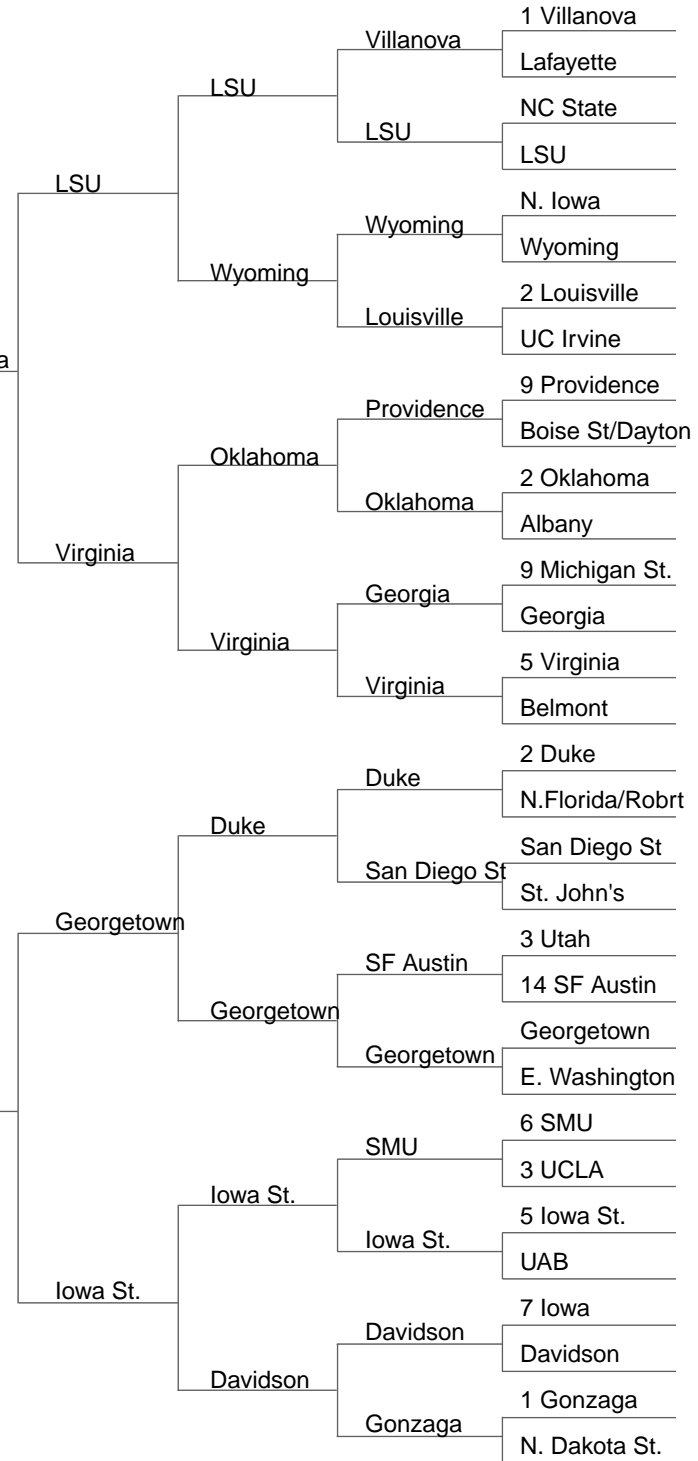 1 Villanova
Villanova
Lafayette
LSU
NC State
LSU
LSU
LSU
N. Iowa
Wyoming
Wyoming
Wyoming
2 Louisville
Louisville
UC Irvine
a
9 Providence
Providence
Boise St/Dayton
Oklahoma
2 Oklahoma
Oklahoma
Albany
Virginia
9 Michigan St.
Georgia
Georgia
Virginia
5 Virginia
Virginia
Belmont
2 Duke
Duke
N.Florida/Robrt
Duke
San Diego St
San Diego St
St. John's
Georgetown
3 Utah
SF Austin
14 SF Austin
Georgetown
Georgetown
Georgetown
E. Washington
6 SMU
SMU
3 UCLA
Iowa St.
5 Iowa St.
Iowa St.
UAB
Iowa St.
7 Iowa
Davidson
Davidson
Davidson
1 Gonzaga
Gonzaga
N. Dakota St.